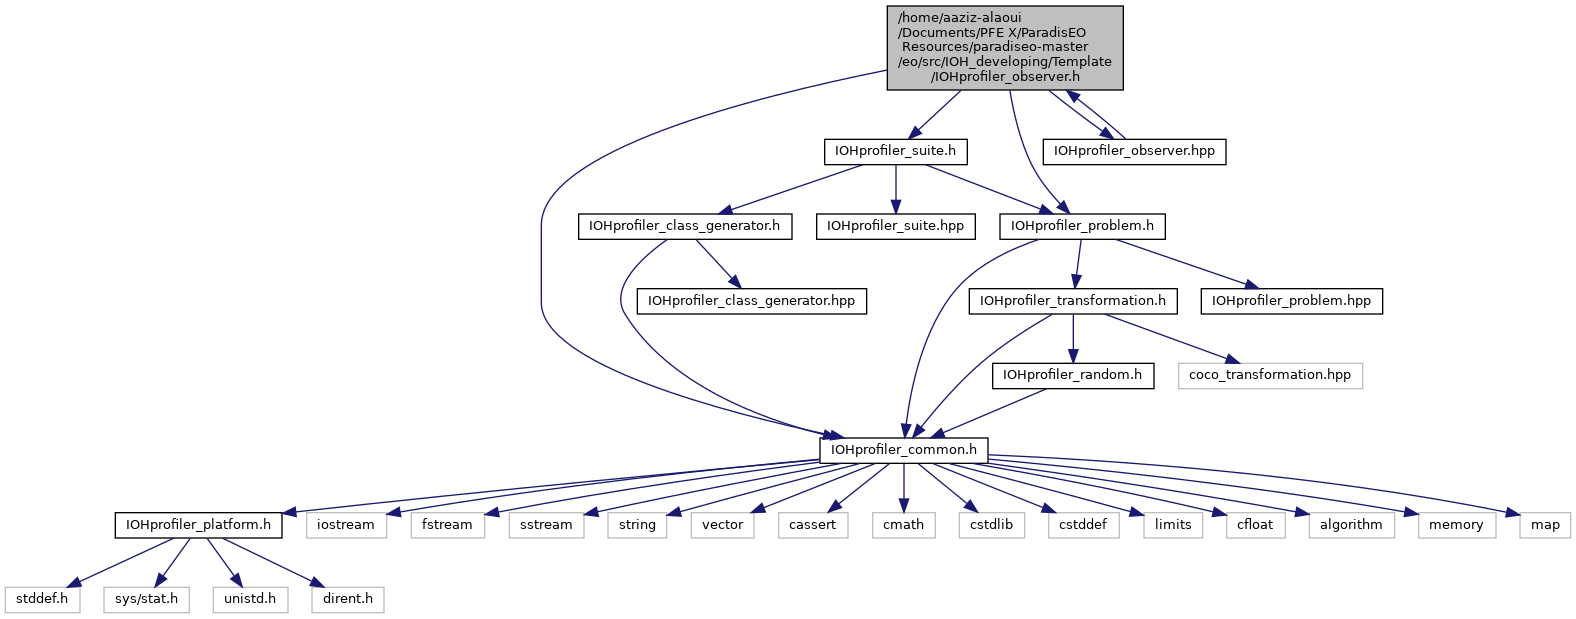 /home/aaziz-alaoui
/Documents/PFE X/ParadisEO
Resources/paradiseo-master
/eo/src/IOH_developing/Template
/IOHprofiler_observer.h
IOHprofiler_suite.h
IOHprofiler_observer.hpp
IOHprofiler_class_generator.h
IOHprofiler_suite.hpp
IOHprofiler_problem.h
IOHprofiler_class_generator.hpp
IOHprofiler_transformation.h
IOHprofiler_problem.hpp
IOHprofiler_random.h
coco_transformation.hpp
IOHprofiler_common.h
IOHprofiler_platform.h
iostream
fstream
sstream
string
vector
cassert
cmath
cstdlib
cstddef
limits
cfloat
algorithm
memory
map
stddef.h
sys/stat.h
unistd.h
dirent.h